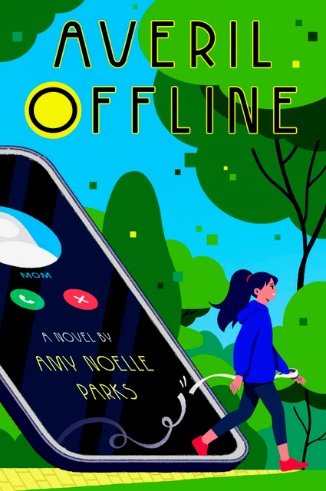 AVERIL
OFFLINE
MOM
A NOVEL BY
AMY NOELLE
PARKS